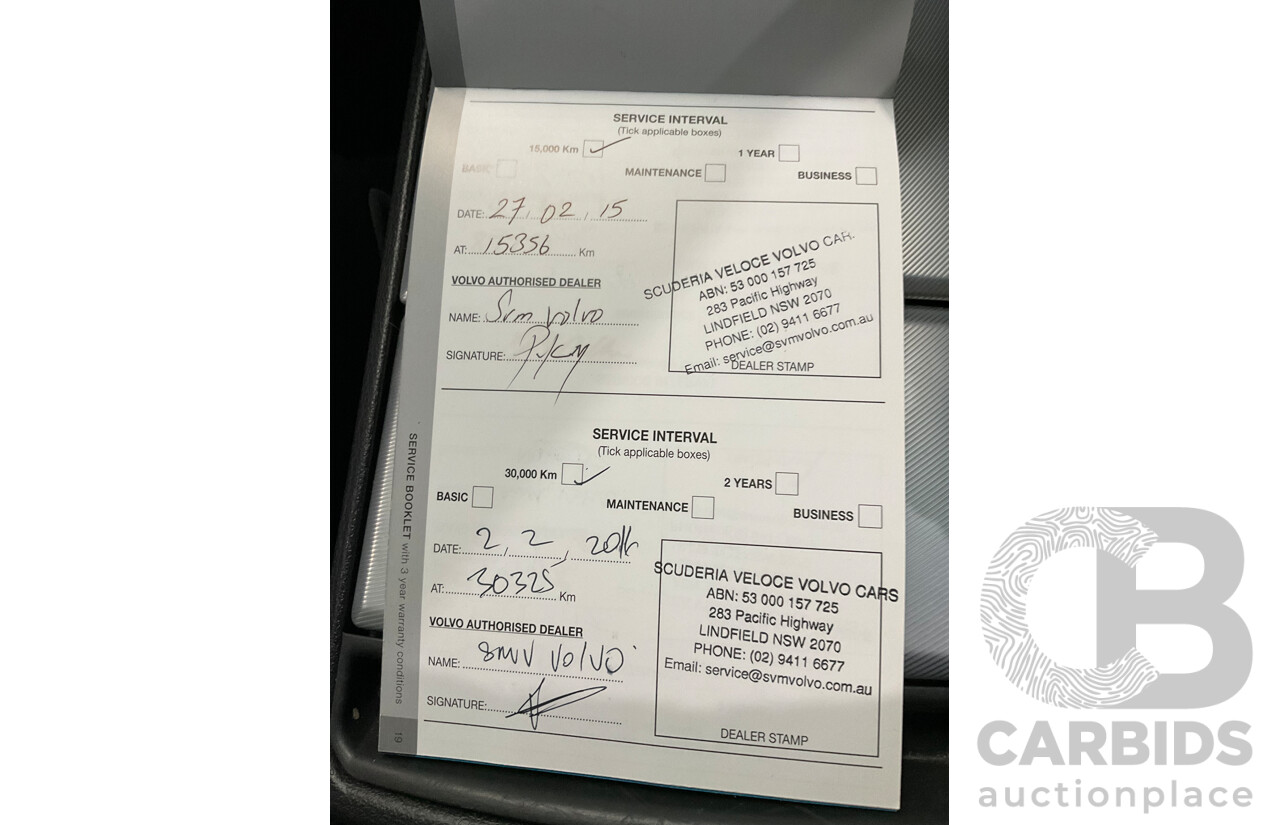 SERVICE INTERVAL
(Tick applicable boxes)
15,000 Km
1 YEAR
BASIC
MAINTENANCE
BUSINESS
DATE: 27, 02, 15
AT: 15356 Km
VOLVO AUTHORISED DEALER
NAME: Svm Volvo
SIGNATURE:
SCUDERIA VELOCE VOLVO CAR.
ABN: 53 000 157 725
283 Pacific Highway
LINDFIELD NSW 2070
PHONE: (02) 9411 6677
Email: service@svmvolvo.com.au
DEALER STAMP
SERVICE INTERVAL
(Tick applicable boxes)
30,000 Km
2 YEARS
BASIC
MAINTENANCE
BUSINESS
DATE: 2, 2, 2016
AT: 30325 Km
VOLVO AUTHORISED DEALER
NAME: SMV VOLVO
SIGNATURE:
SCUDERIA VELOCE VOLVO CARS
ABN: 53 000 157 725
283 Pacific Highway
LINDFIELD NSW 2070
PHONE: (02) 9411 6677
Email: service@svmvolvo.com.au
DEALER STAMP
SERVICE BOOKLET with 3 year warranty conditions
19
CB
CARBIDS
auctionplace